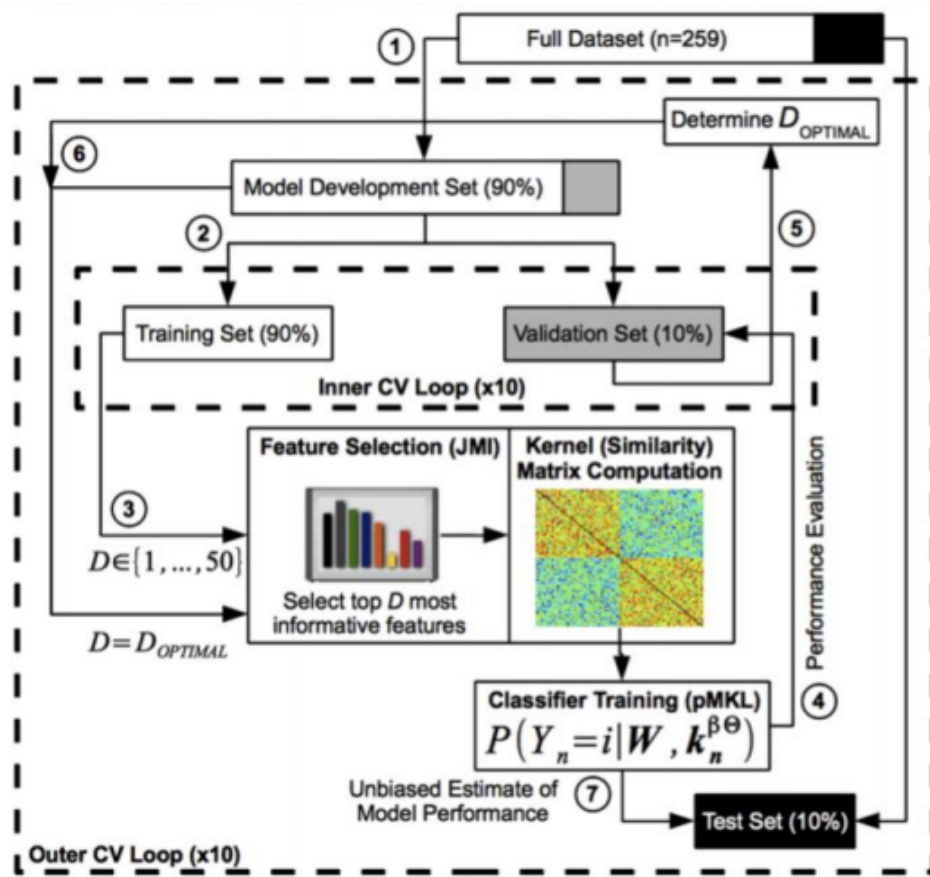 1
Full Dataset (n=259)
Determine D_OPTIMAL
6
Model Development Set (90%)
2
5
Training Set (90%)
Validation Set (10%)
Inner CV Loop (x10)
Feature Selection (JMI)
Kernel (Similarity)
Matrix Computation
3
D∈{1, ..., 50}
Select top D most
informative features
D=D_OPTIMAL
Performance Evaluation
4
Classifier Training (pMKL)
P(Y_n=i|W, k_n^βΘ)
Unbiased Estimate of
Model Performance
7
Test Set (10%)
Outer CV Loop (x10)